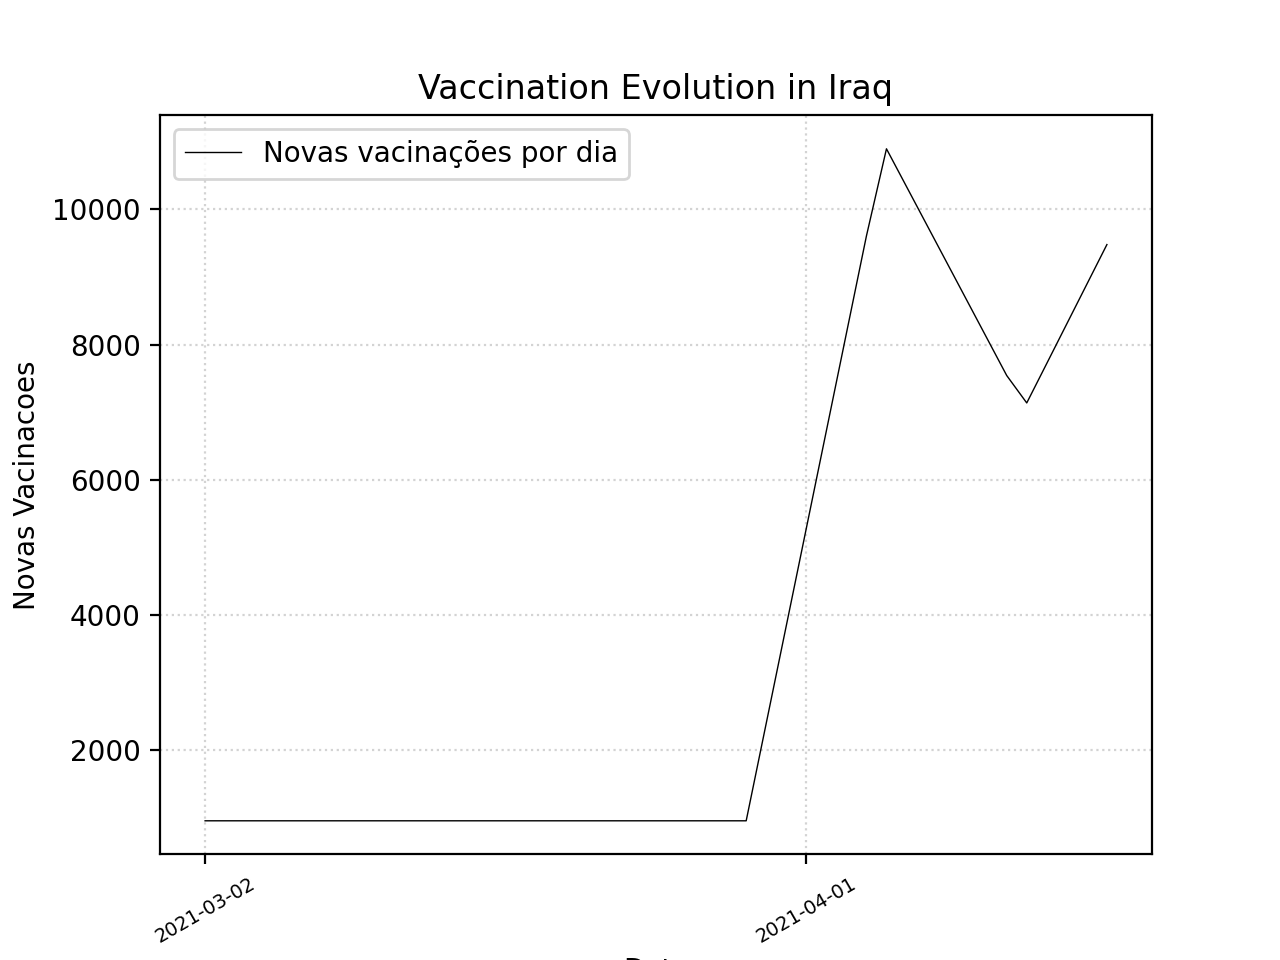 Vaccination Evolution in Iraq
Novas vacinações por dia
10000
8000
6000
4000
2000
Novas Vacinacoes
2021-03-02
2021-04-01